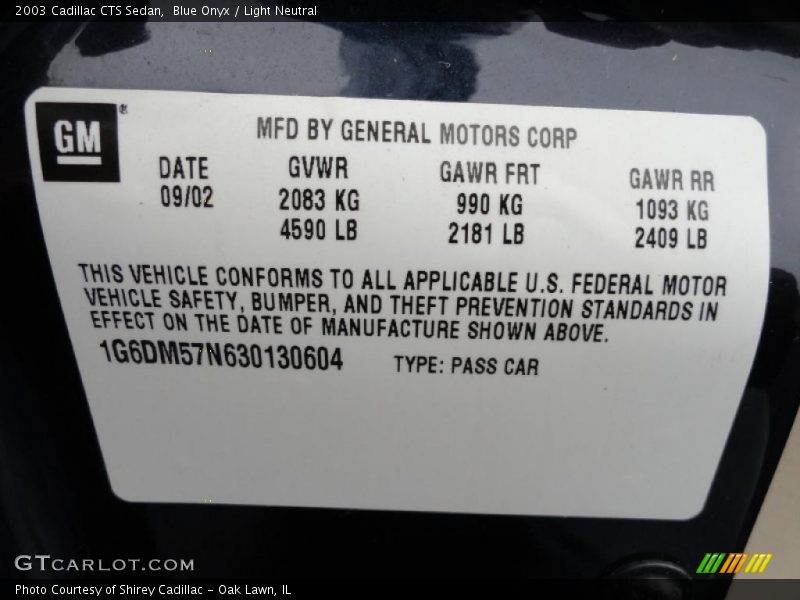 2003 Cadillac CTS Sedan,  Blue Onyx / Light Neutral
GM®
MFD BY GENERAL MOTORS CORP
DATE GVWR GAWR FRT GAWR RR
09/02 2083 KG 990 KG 1093 KG
4590 LB 2181 LB 2409 LB
THIS VEHICLE CONFORMS TO ALL APPLICABLE U.S. FEDERAL MOTOR
VEHICLE SAFETY, BUMPER, AND THEFT PREVENTION STANDARDS IN
EFFECT ON THE DATE OF MANUFACTURE SHOWN ABOVE.
1G6DM57N630130604 TYPE: PASS CAR
GTCARLOT.COM
Photo Courtesy of Shirey Cadillac - Oak Lawn, IL